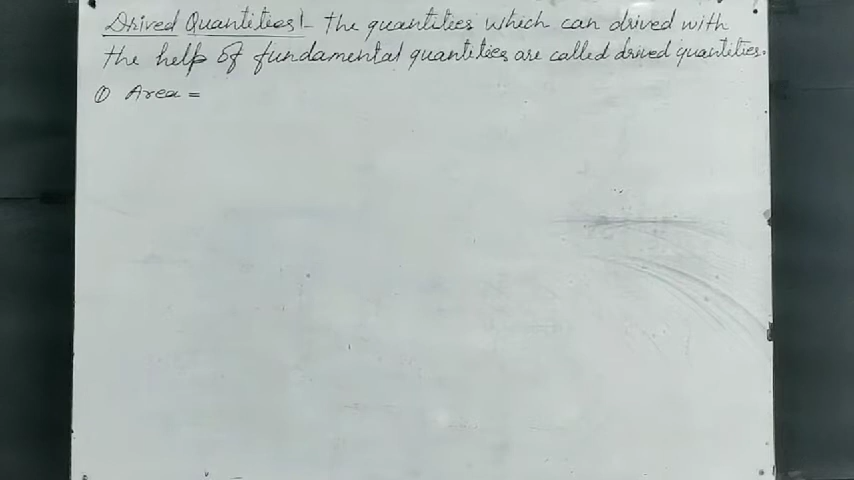 Drived Quantities!- the quantities which can drived with
the help of fundamental quantities are called drived quantities.
① Area =